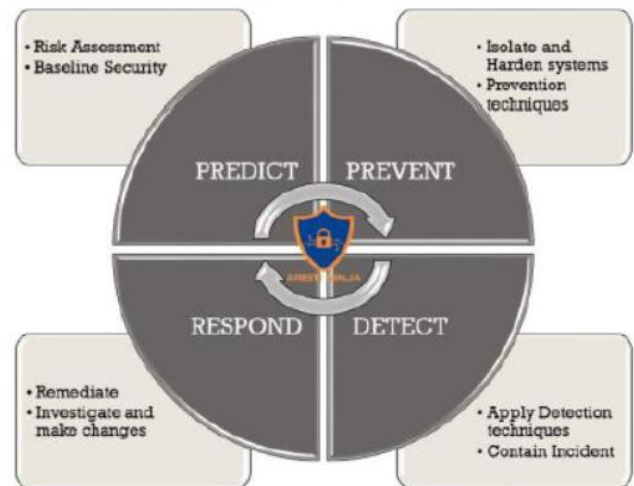 • Risk Assessment
• Baseline Security
• Isolate and
Harden systems
• Prevention
techniques
PREDICT
PREVENT
RESPOND
DETECT
• Remediate
• Investigate and
make changes
• Apply Detection
techniques
• Contain Incident